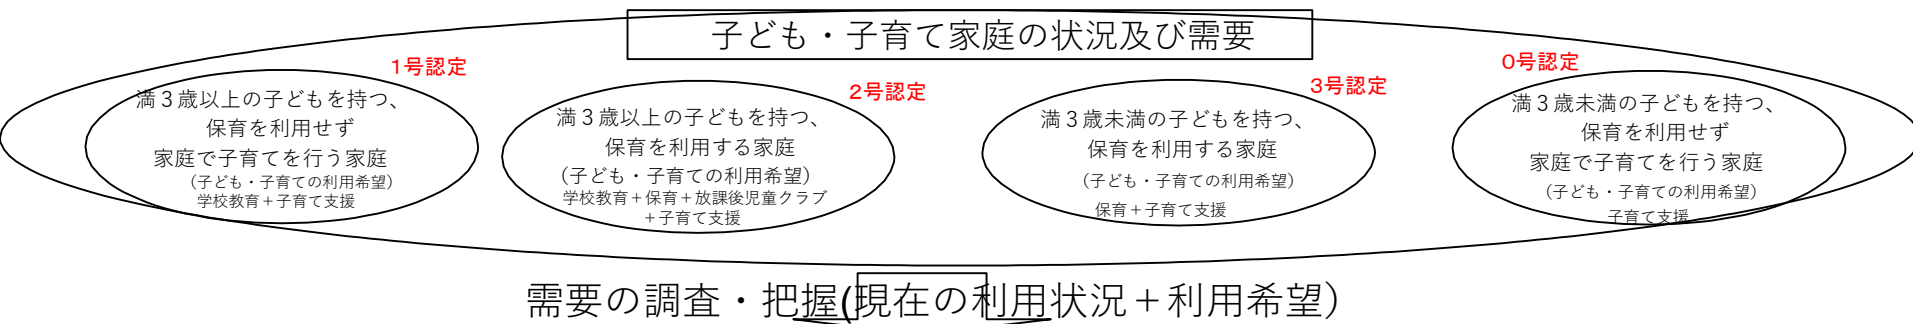 子ども・子育て家庭の状況及び需要
1号認定
満３歳以上の子どもを持つ、
保育を利用せず
家庭で子育てを行う家庭
(子ども・子育ての利用希望)
学校教育＋子育て支援
2号認定
満３歳以上の子どもを持つ、
保育を利用する家庭
(子ども・子育ての利用希望)
学校教育＋保育＋放課後児童クラブ
＋子育て支援
3号認定
満３歳未満の子どもを持つ、
保育を利用する家庭
(子ども・子育ての利用希望)
保育＋子育て支援
0号認定
満３歳未満の子どもを持つ、
保育を利用せず
家庭で子育てを行う家庭
(子ども・子育ての利用希望)
子育て支援
需要の調査・把握(現在の利用状況＋利用希望)